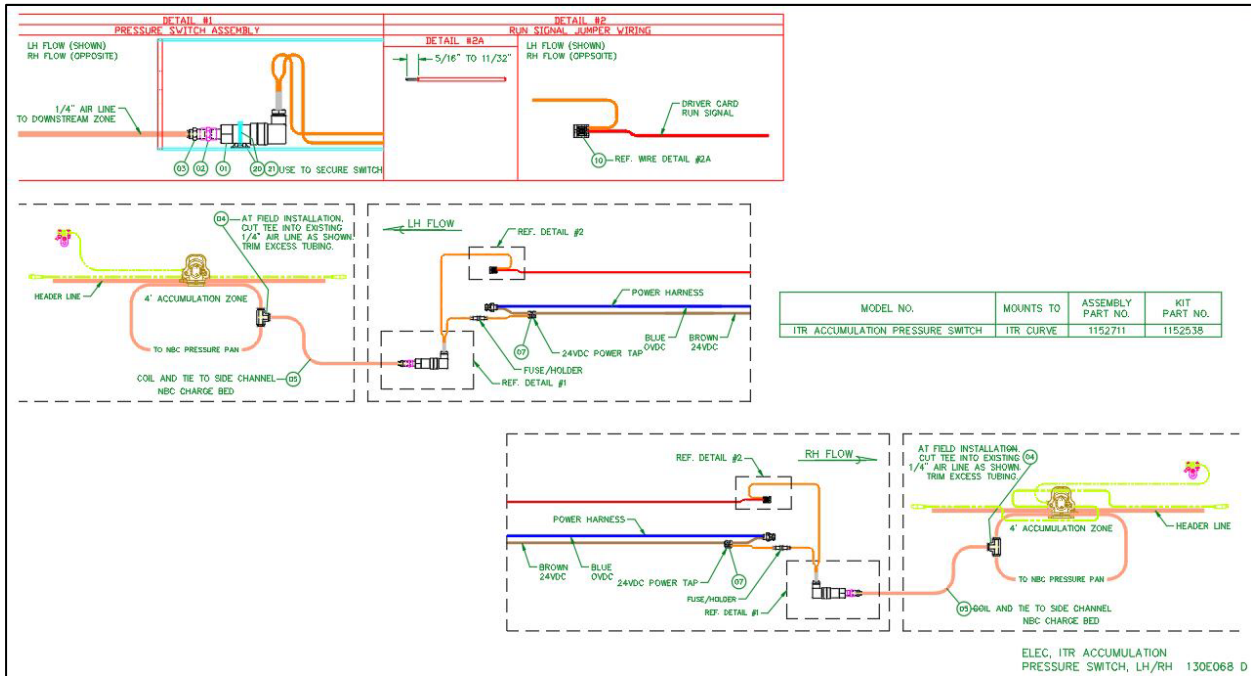 DETAIL #1
PRESSURE SWITCH ASSEMBLY
LH FLOW (SHOWN)
RH FLOW (OPPOSITE)
1/4" AIR LINE
TO DOWNSTREAM ZONE
03
02
01
20
21
USE TO SECURE SWITCH
DETAIL #2
RUN SIGNAL JUMPER WIRING
DETAIL #2A
5/16" TO 11/32"
LH FLOW (SHOWN)
RH FLOW (OPPSOITE)
DRIVER CARD
RUN SIGNAL
10
REF. WIRE DETAIL #2A
04
AT FIELD INSTALLATION,
CUT TEE INTO EXISTING
1/4" AIR LINE AS SHOWN.
TRIM EXCESS TUBING.
HEADER LINE
4' ACCUMULATION ZONE
TO NBC PRESSURE PAN
COIL AND TIE TO SIDE CHANNEL
NBC CHARGE BED
05
LH FLOW
REF. DETAIL #2
POWER HARNESS
BLUE
0VDC
BROWN
24VDC
07
24VDC POWER TAP
FUSE/HOLDER
REF. DETAIL #1
MODEL NO.
MOUNTS TO
ASSEMBLY
PART NO.
KIT
PART NO.
ITR ACCUMULATION PRESSURE SWITCH
ITR CURVE
1152711
1152538
REF. DETAIL #2
RH FLOW
POWER HARNESS
BROWN
24VDC
BLUE
0VDC
24VDC POWER TAP
07
FUSE/HOLDER
REF. DETAIL #1
AT FIELD INSTALLATION.
CUT TEE INTO EXISTING
1/4" AIR LINE AS SHOWN.
TRIM EXCESS TUBING.
04
HEADER LINE
4' ACCUMULATION ZONE
TO NBC PRESSURE PAN
05
COIL AND TIE TO SIDE CHANNEL
NBC CHARGE BED
ELEC, ITR ACCUMULATION
PRESSURE SWITCH, LH/RH 130E068 D